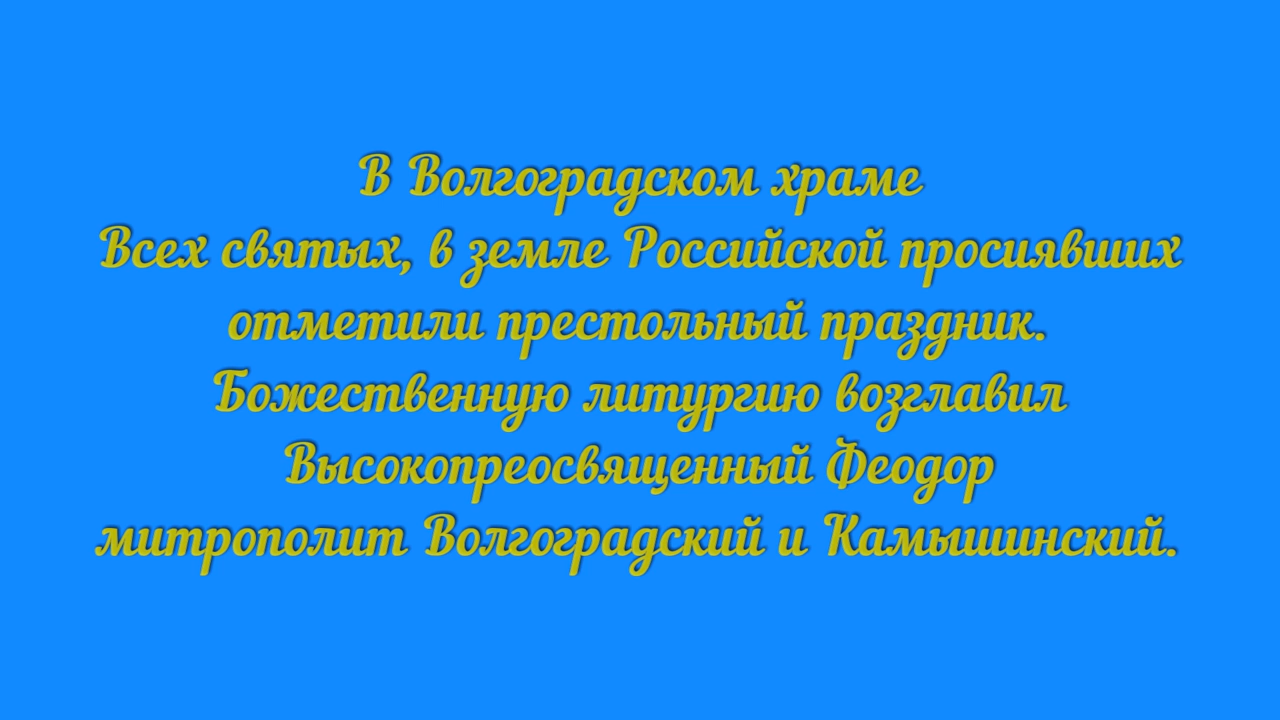 В Волгоградском храме
Всех святых, в земле Российской просиявших
отметили престольный праздник.
Божественную литургию возглавил
Высокопреосвященный Феодор
митрополит Волгоградский и Камышинский.